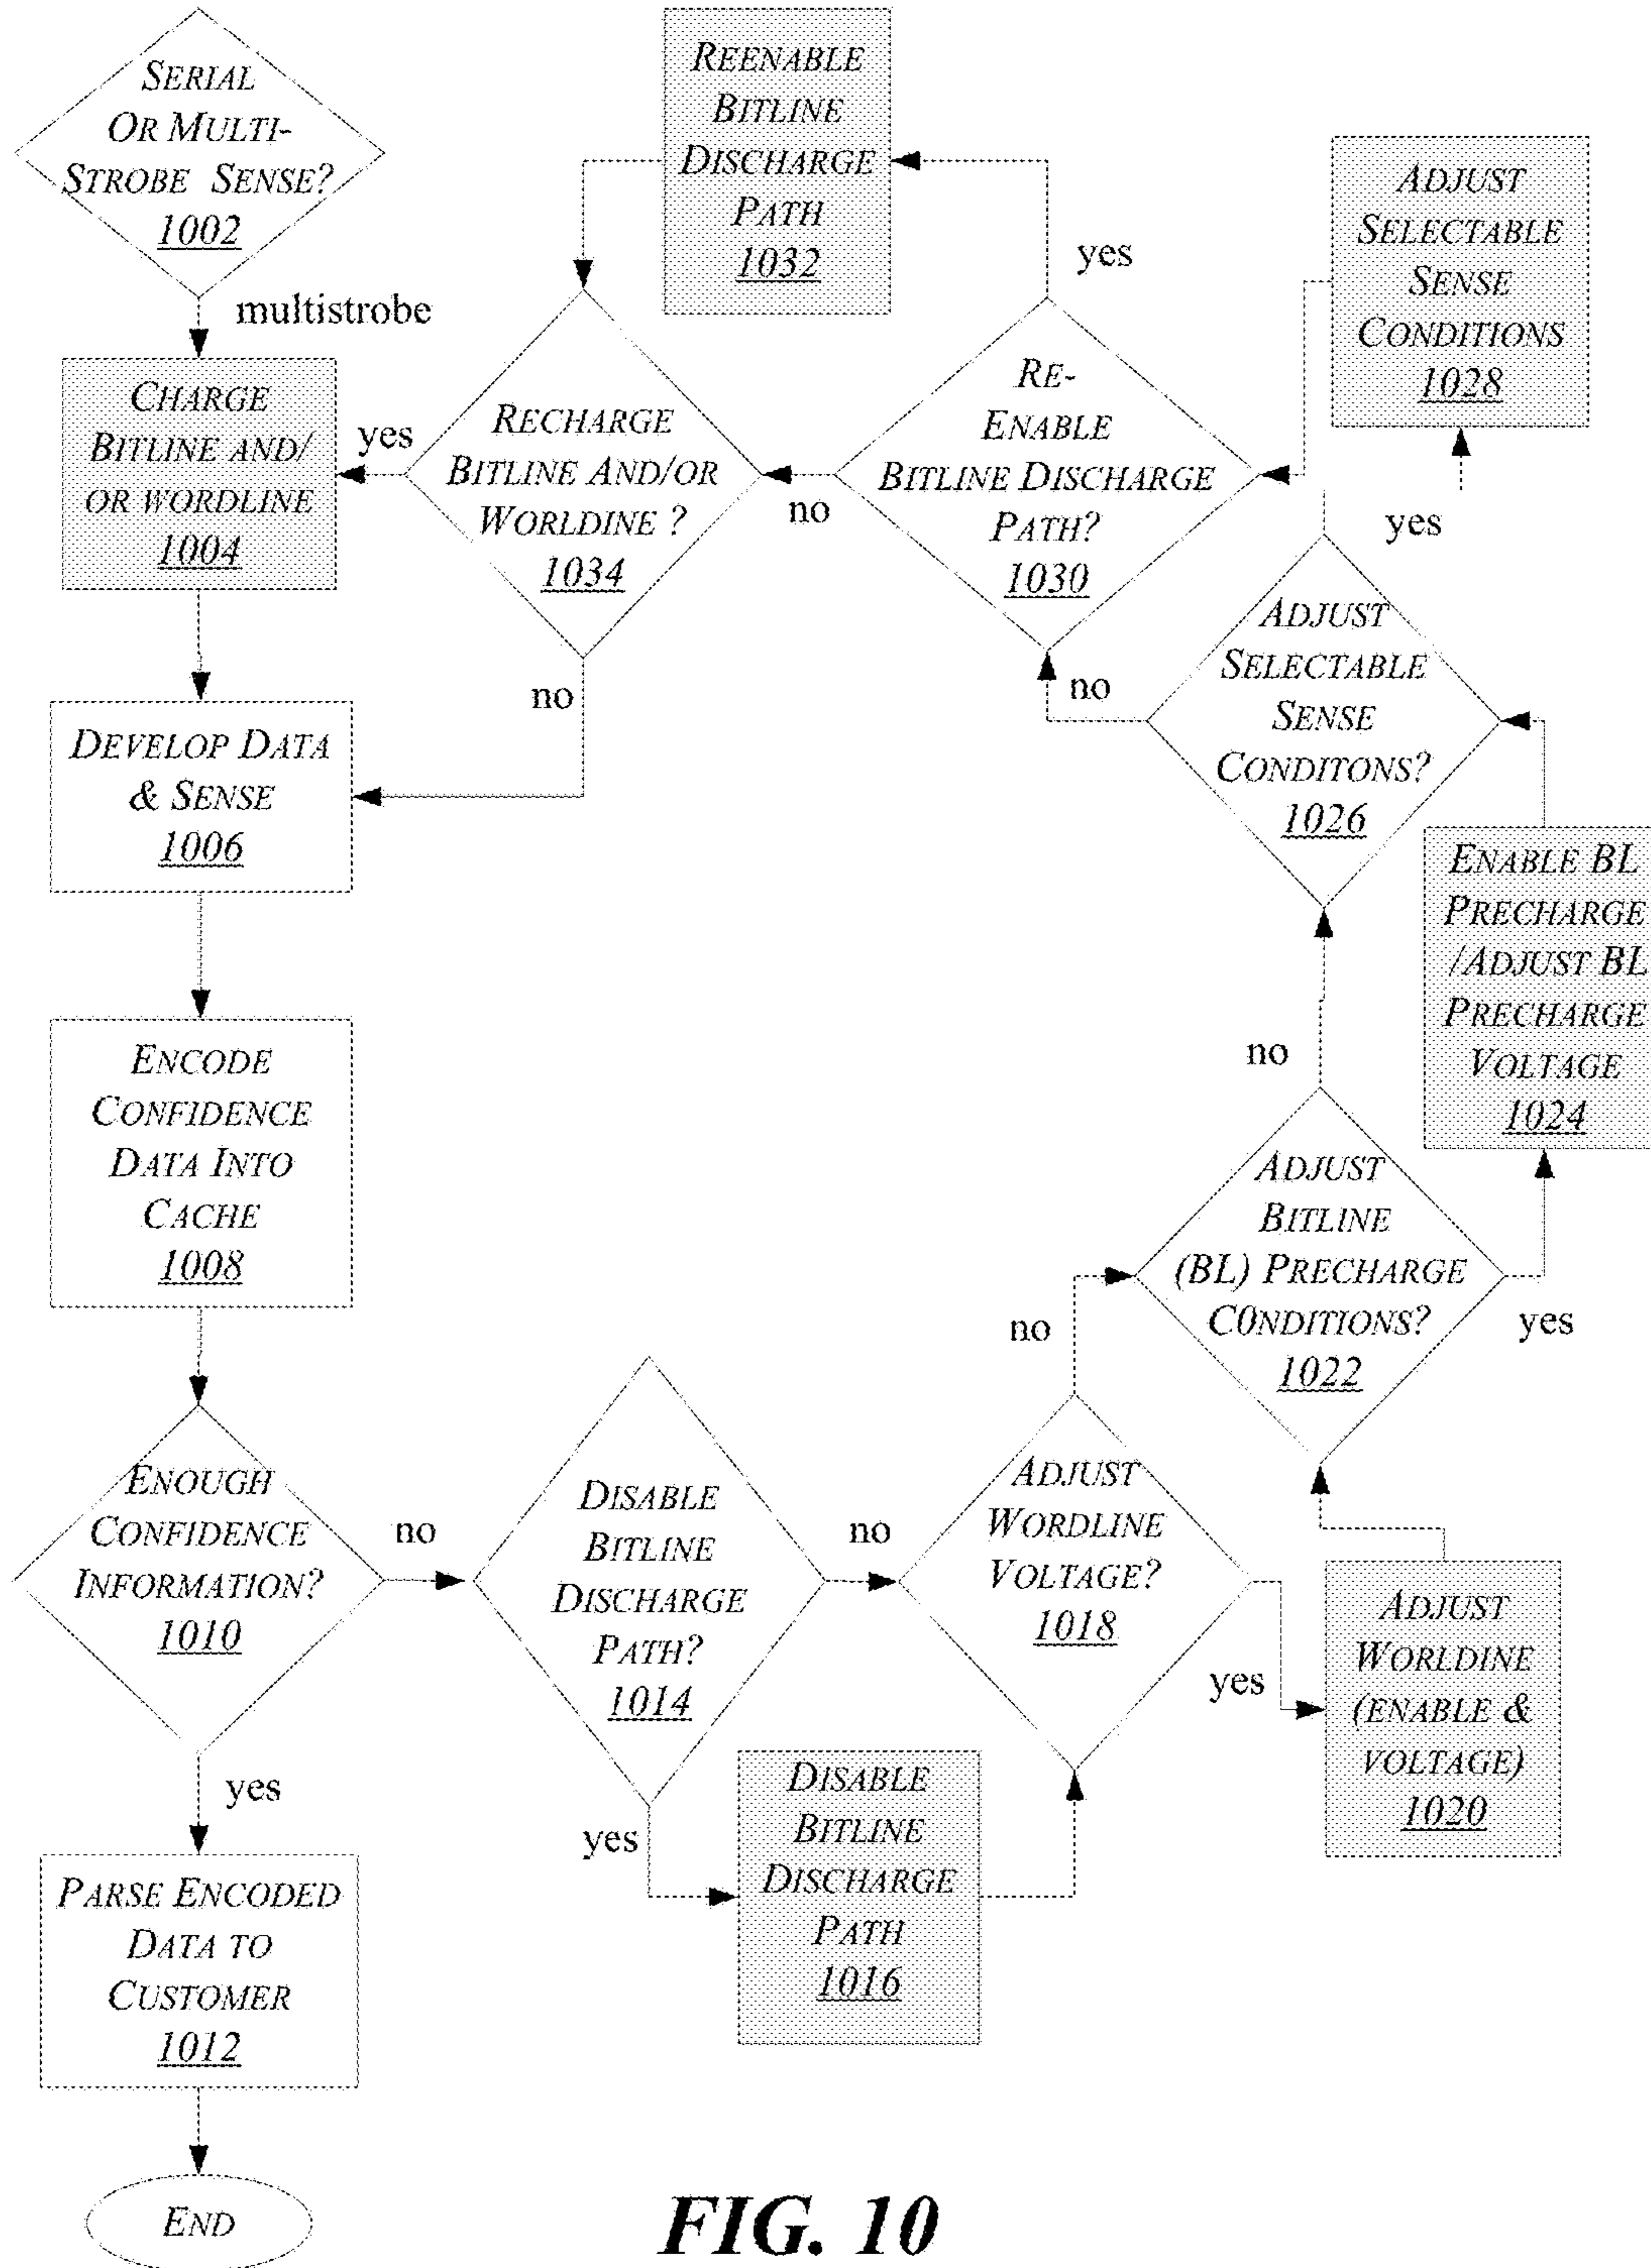 SERIAL
OR MULTI-
STROBE SENSE?
1002
multistrobe
CHARGE
BITLINE AND/
OR WORDLINE
1004
DEVELOP DATA
& SENSE
1006
ENCODE
CONFIDENCE
DATA INTO
CACHE
1008
ENOUGH
CONFIDENCE
INFORMATION?
1010
yes
no
PARSE ENCODED
DATA TO
CUSTOMER
1012
END
DISABLE
BITLINE
DISCHARGE
PATH?
1014
yes
no
DISABLE
BITLINE
DISCHARGE
PATH
1016
ADJUST
WORDLINE
VOLTAGE?
1018
yes
no
ADJUST
WORLDINE
(ENABLE &
VOLTAGE)
1020
ADJUST
BITLINE
(BL) PRECHARGE
C0NDITIONS?
1022
yes
no
ENABLE BL
PRECHARGE
/ADJUST BL
PRECHARGE
VOLTAGE
1024
ADJUST
SELECTABLE
SENSE
CONDITONS?
1026
yes
no
ADJUST
SELECTABLE
SENSE
CONDITIONS
1028
RE-
ENABLE
BITLINE DISCHARGE
PATH?
1030
yes
no
REENABLE
BITLINE
DISCHARGE
PATH
1032
RECHARGE
BITLINE AND/OR
WORLDINE ?
1034
yes
no
FIG. 10